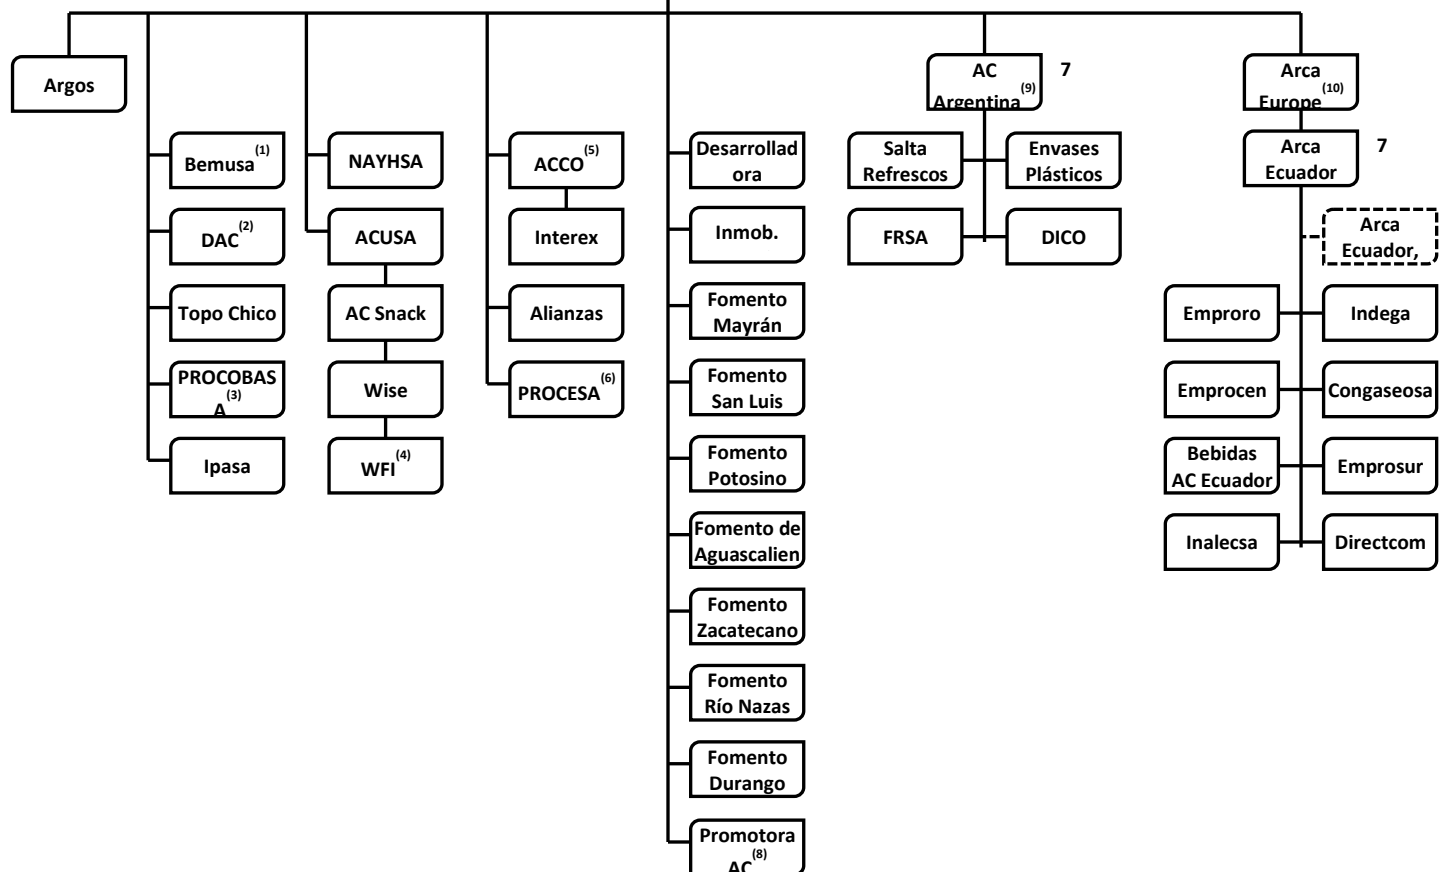 Argos
Bemusa(1)
DAC(2)
Topo Chico
PROCOBAS
A(3)
Ipasa
NAYHSA
ACUSA
AC Snack
Wise
WFI(4)
ACCO(5)
Interex
Alianzas
PROCESA(6)
Desarrollad
ora
Inmob.
Fomento
Mayrán
Fomento
San Luis
Fomento
Potosino
Fomento de
Aguascalien
Fomento
Zacatecano
Fomento
Río Nazas
Fomento
Durango
Promotora
AC(8)
AC
Argentina(9)
7
Salta
Refrescos
Envases
Plásticos
FRSA
DICO
Arca
Europe(10)
Arca
Ecuador
7
Arca
Ecuador,
Emproro
Indega
Emprocen
Congaseosa
Bebidas
AC Ecuador
Emprosur
Inalecsa
Directcom